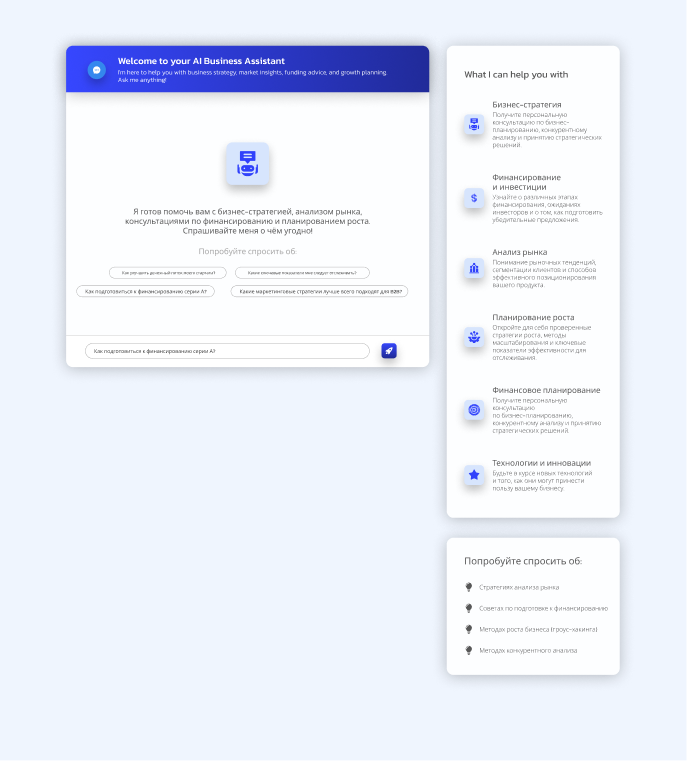 Welcome to your AI Business Assistant
I'm here to help you with business strategy, market insights, funding advice, and growth planning.
Ask me anything!
Я готов помочь вам с бизнес-стратегией, анализом рынка,
консультациями по финансированию и планированием роста.
Спрашивайте меня о чём угодно!
Попробуйте спросить об:
Как улучшить денежный поток моего стартапа?
Какие ключевые показатели мне следует отслеживать?
Как подготовиться к финансированию серии A?
Какие маркетинговые стратегии лучше всего подходят для B2B?
Как подготовиться к финансированию серии A?
What I can help you with
Бизнес-стратегия
Получите персональную
консультацию по бизнес-
планированию, конкурентному
анализу и принятию стратегических
решений.
Финансирование
и инвестиции
Узнайте о различных этапах
финансирования, ожиданиях
инвесторов и о том, как подготовить
убедительные предложения.
Анализ рынка
Понимание рыночных тенденций,
сегментации клиентов и способов
эффективного позиционирования
вашего продукта.
Планирование роста
Откройте для себя проверенные
стратегии роста, методы
масштабирования и ключевые
показатели эффективности для
отслеживания.
Финансовое планирование
Получите персональную
консультацию
по бизнес-планированию,
конкурентному анализу и принятию
стратегических решений.
Технологии и инновации
Будьте в курсе новых технологий
и того, как они могут принести
пользу вашему бизнесу.
Попробуйте спросить об:
Стратегиях анализа рынка
Советах по подготовке к финансированию
Методах роста бизнеса (гроус-хакинга)
Методах конкурентного анализа